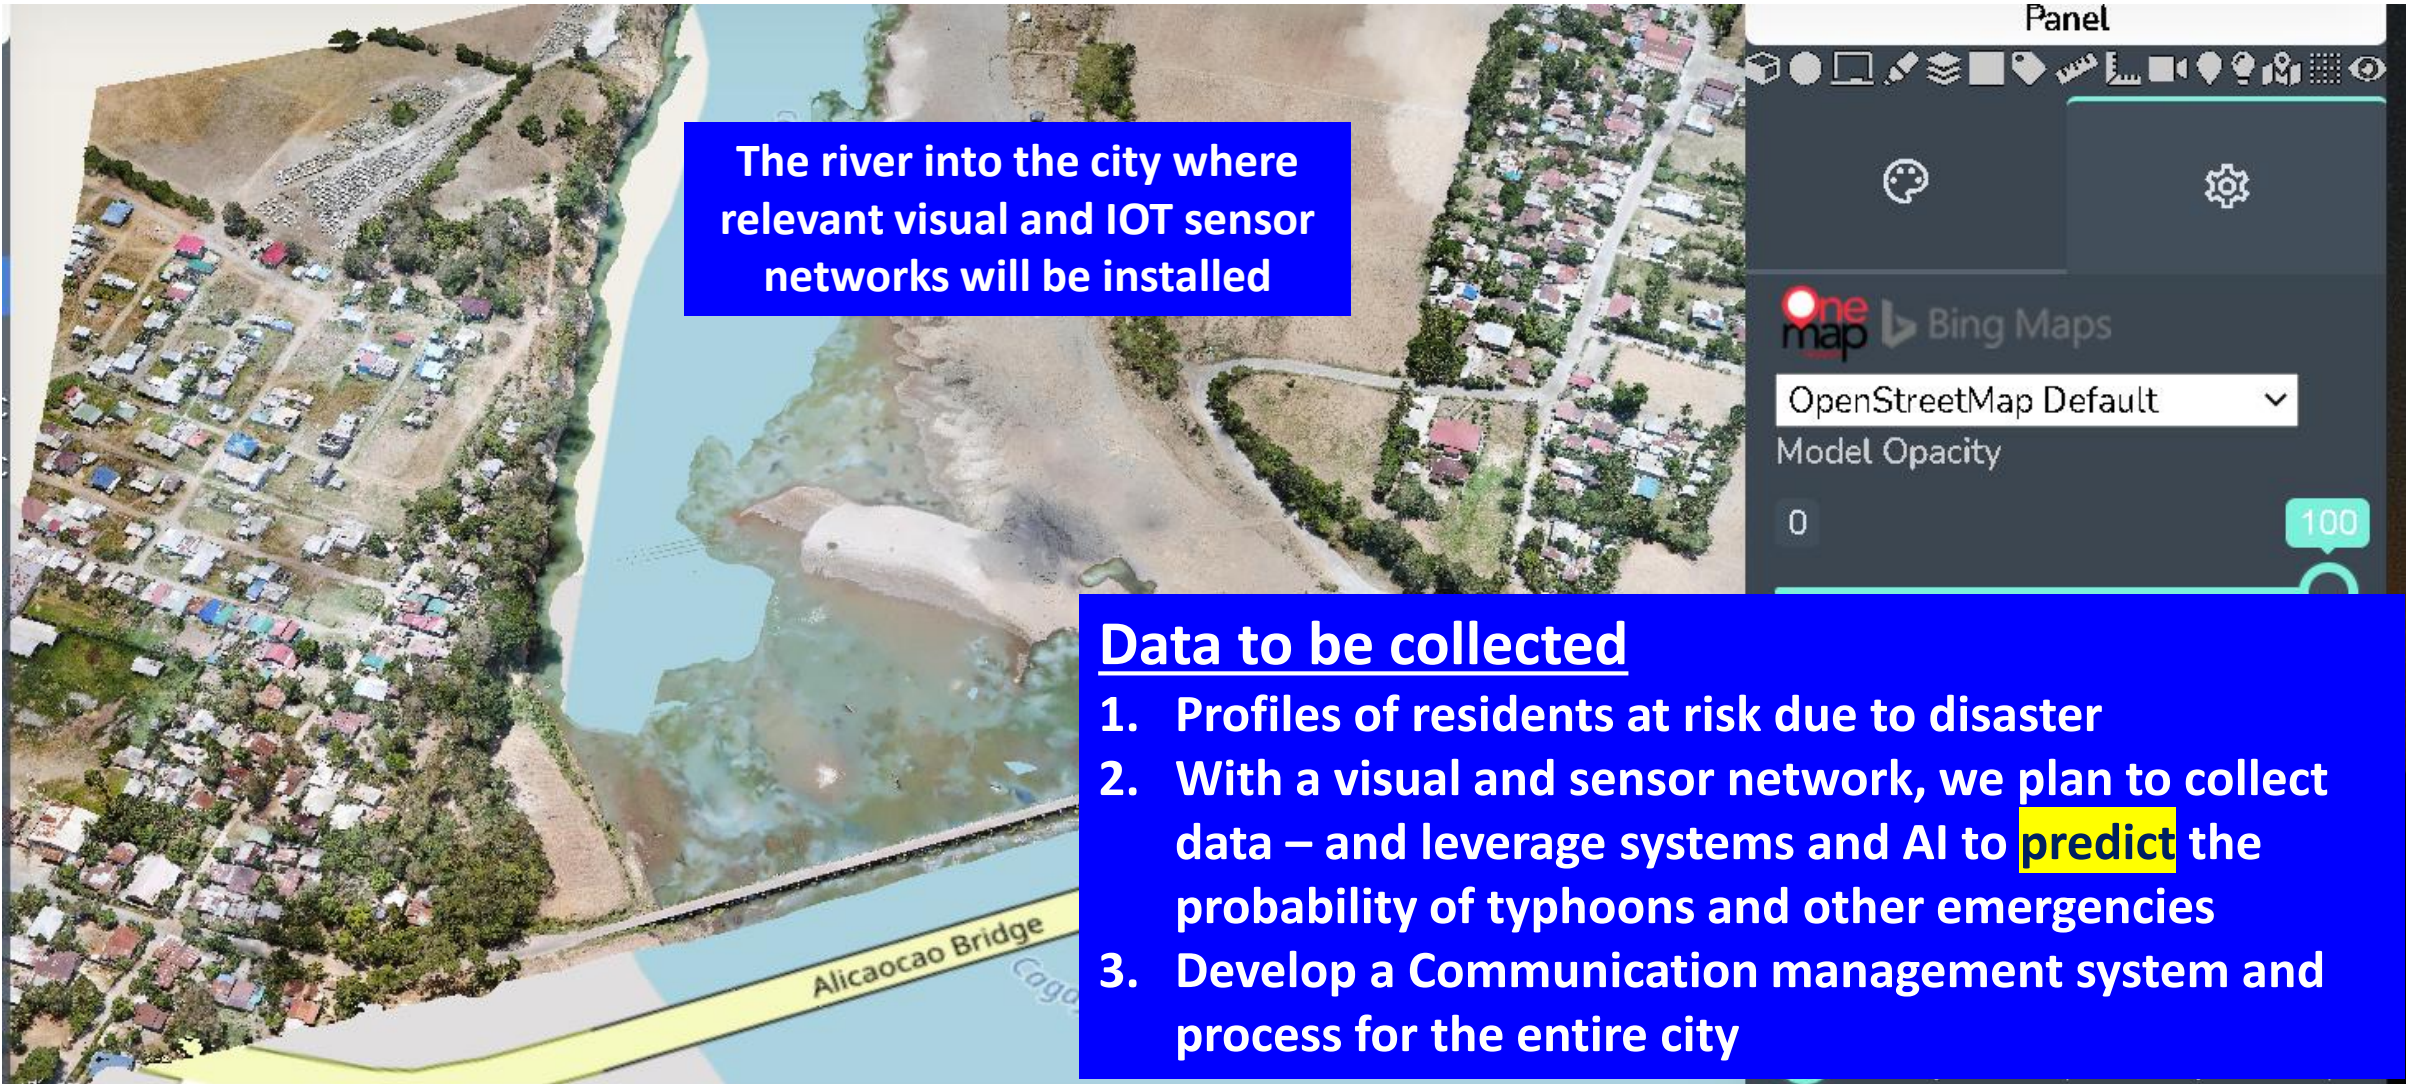 Panel
The river into the city where
relevant visual and IOT sensor
networks will be installed
One
map
Bing Maps
OpenStreetMap Default
Model Opacity
0
100
Data to be collected
1. Profiles of residents at risk due to disaster
2. With a visual and sensor network, we plan to collect
data – and leverage systems and AI to predict the
probability of typhoons and other emergencies
3. Develop a Communication management system and
process for the entire city
Alicaocao Bridge